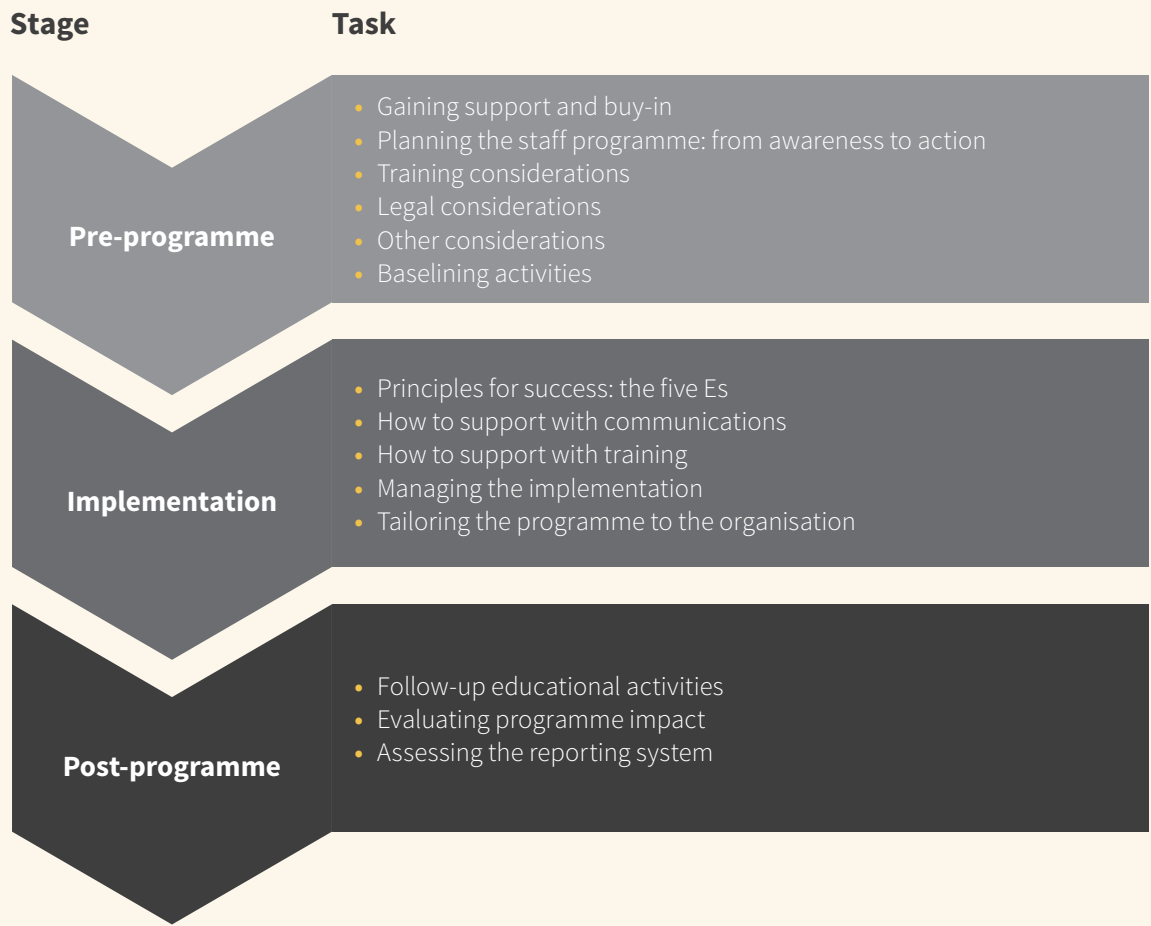 Stage
Task
Pre-programme
• Gaining support and buy-in
• Planning the staff programme: from awareness to action
• Training considerations
• Legal considerations
• Other considerations
• Baselining activities
Implementation
• Principles for success: the five Es
• How to support with communications
• How to support with training
• Managing the implementation
• Tailoring the programme to the organisation
Post-programme
• Follow-up educational activities
• Evaluating programme impact
• Assessing the reporting system